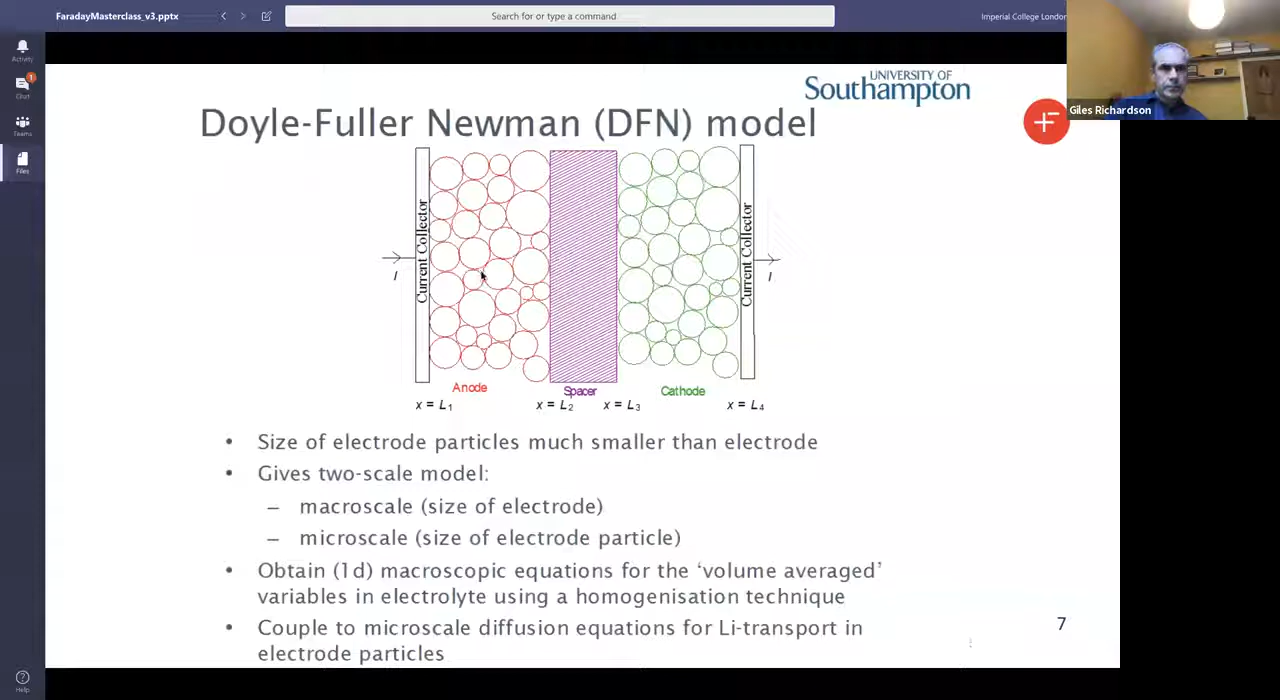 FaradayMasterclass_v3.pptx
Search for or type a command
Imperial College London
Activity
1
Chat
Teams
Files
Help
Giles Richardson
UNIVERSITY OF
Southampton
Doyle-Fuller Newman (DFN) model
Current Collector
Current Collector
I
I
Anode
Spacer
Cathode
x = L1
x = L2
x = L3
x = L4
• Size of electrode particles much smaller than electrode
• Gives two-scale model:
– macroscale (size of electrode)
– microscale (size of electrode particle)
• Obtain (1d) macroscopic equations for the ‘volume averaged’
variables in electrolyte using a homogenisation technique
• Couple to microscale diffusion equations for Li-transport in
electrode particles
7